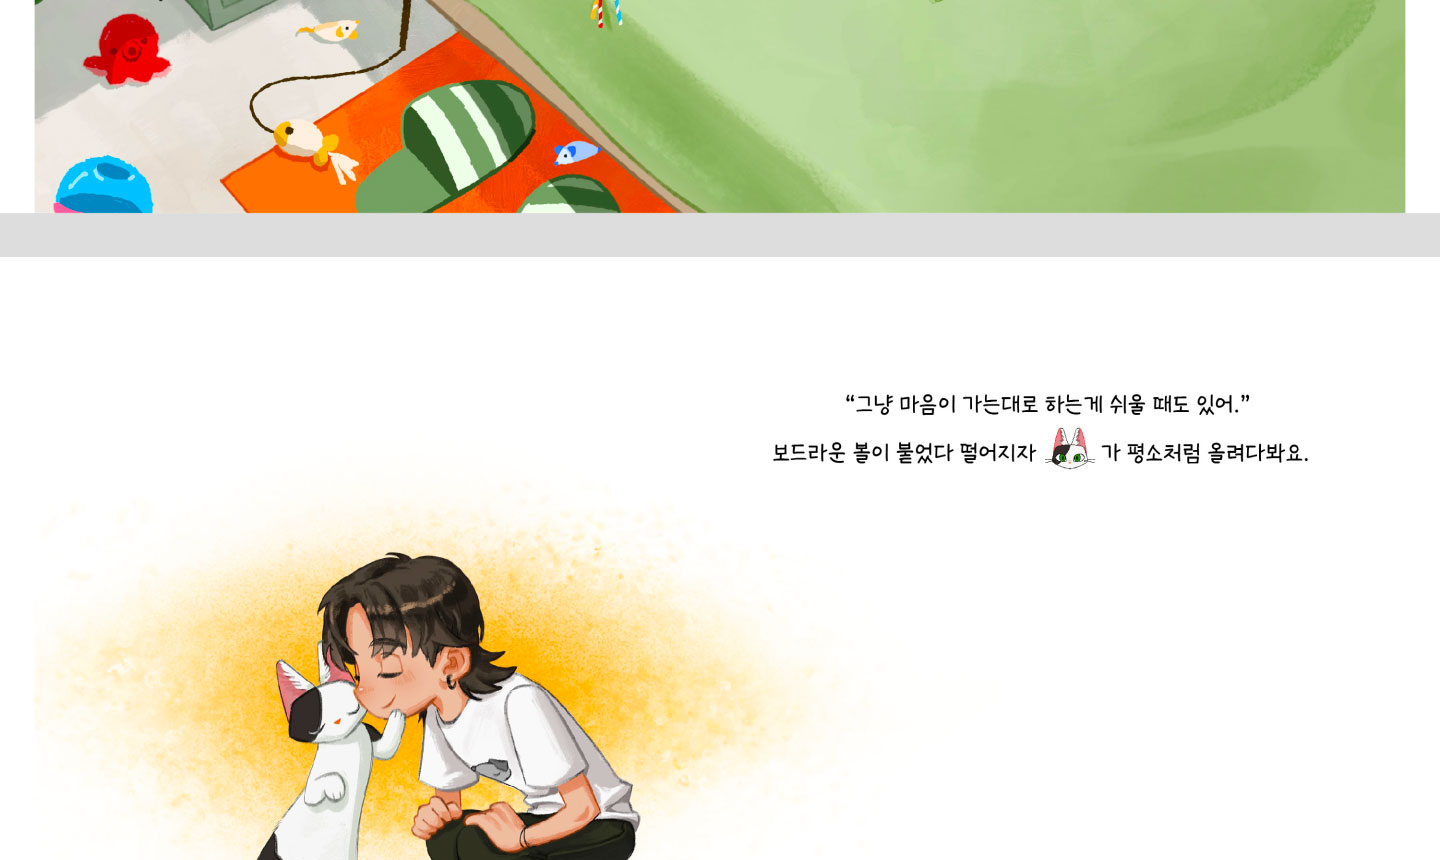 “그냥 마음이 가는대로 하는게 쉬울 때도 있어.”
보드라운 볼이 붙었다 떨어지자 가 평소처럼 올려다봐요.